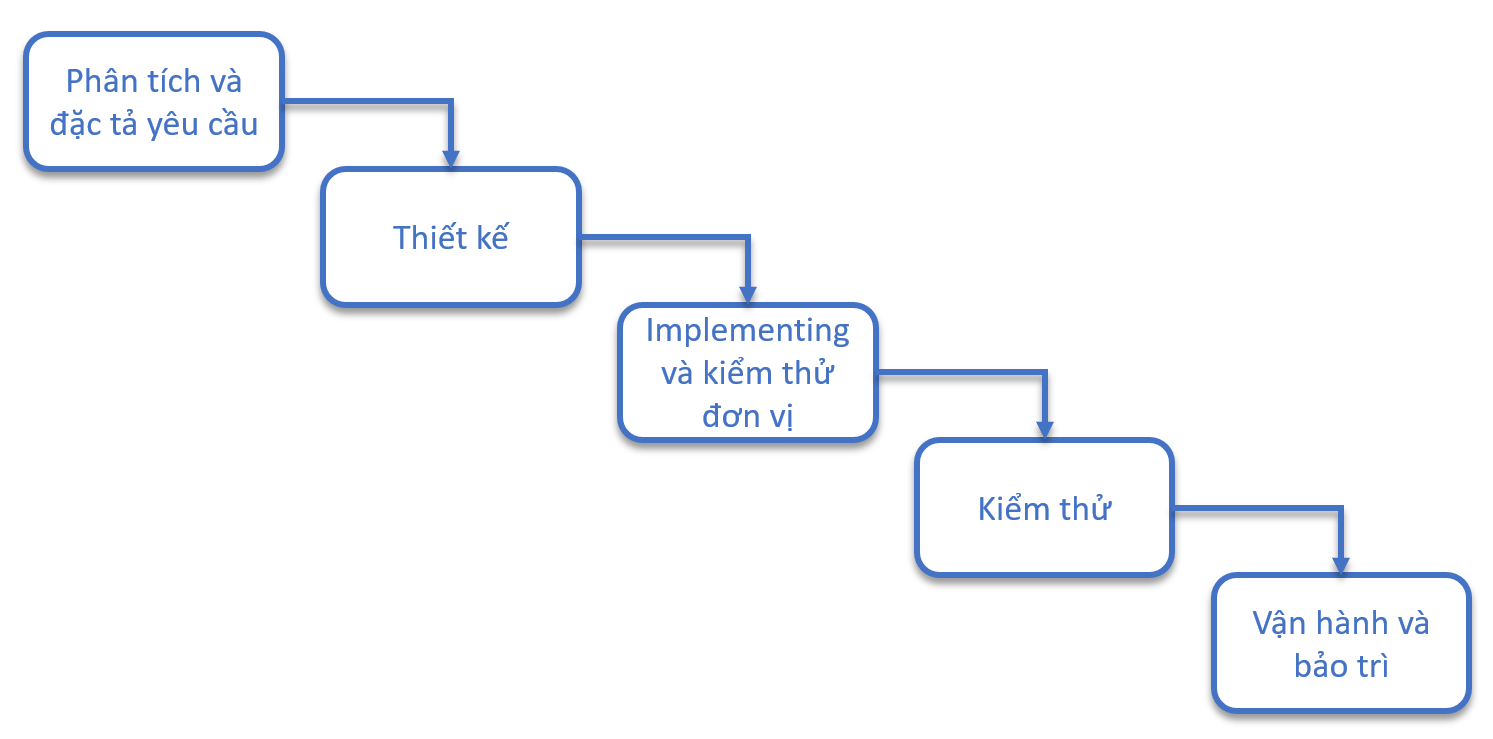 Phân tích và
đặc tả yêu cầu
Thiết kế
Implementing
và kiểm thử
đơn vị
Kiểm thử
Vận hành và
bảo trì